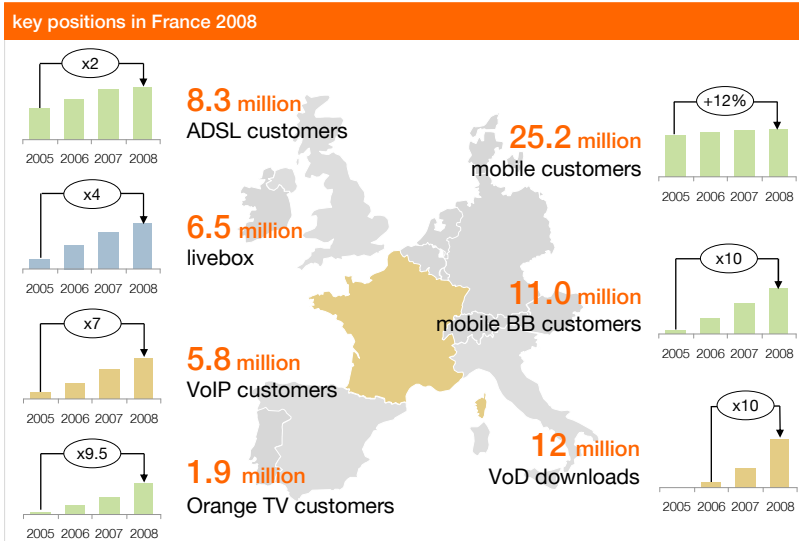 key positions in France 2008
x2
2005 2006 2007 2008
8.3 million
ADSL customers
x4
2005 2006 2007 2008
6.5 million
livebox
x7
2005 2006 2007 2008
5.8 million
VoIP customers
x9.5
2005 2006 2007 2008
1.9 million
Orange TV customers
25.2 million
mobile customers
+12%
2005 2006 2007 2008
11.0 million
mobile BB customers
x10
2005 2006 2007 2008
12 million
VoD downloads
x10
2005 2006 2007 2008